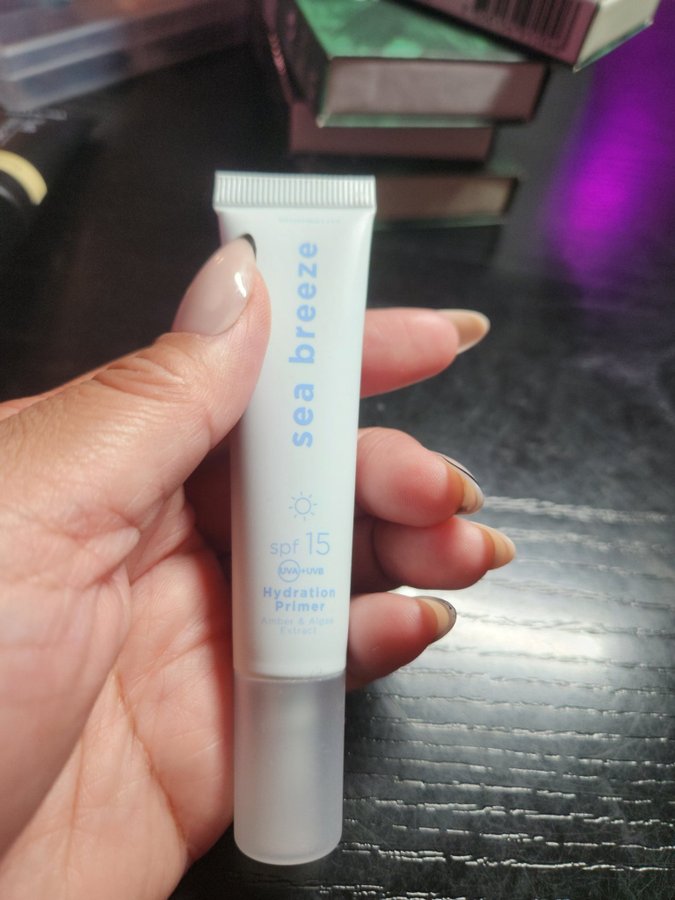 sea breeze
spf 15
UVA+UVB
Hydration
Primer
Amber & Algae
Extract